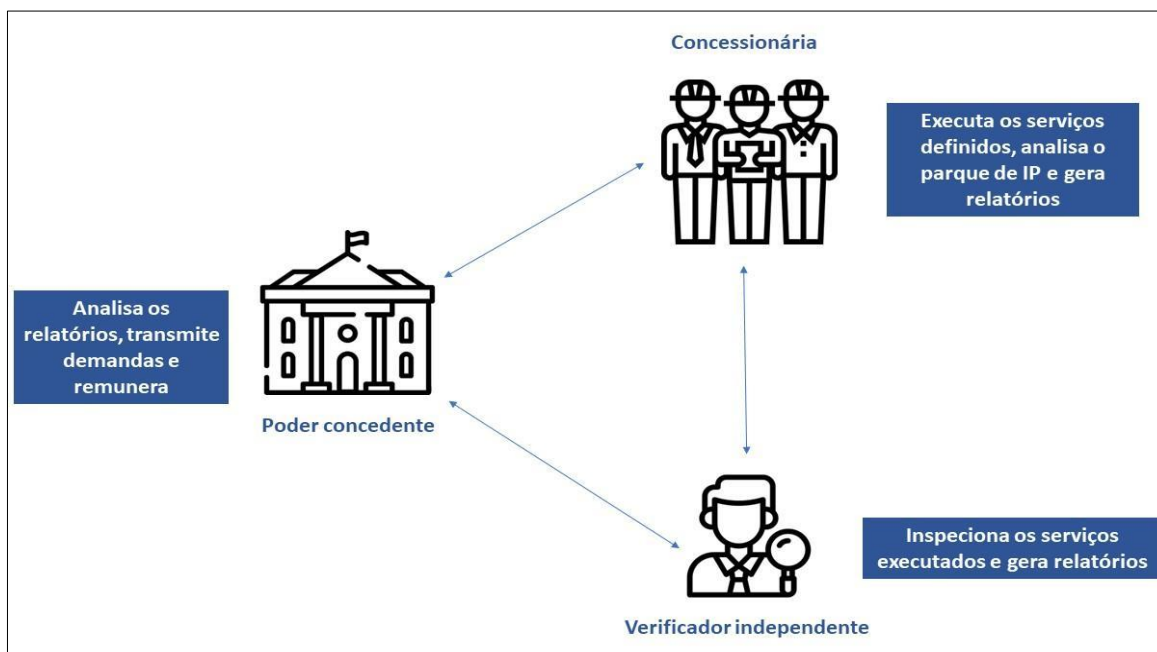 Concessionária
Executa os serviços
definidos, analisa o
parque de IP e gera
relatórios
Analisa os
relatórios, transmite
demandas e
remunera
Poder concedente
Inspeciona os serviços
executados e gera relatórios
Verificador independente